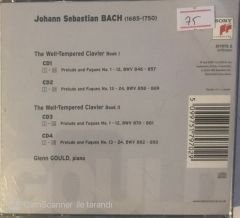 Johann Sebastian BACH (1685-1750)
75
SONY
The Well-Tempered Clavier Book I
CD1
Prelude and Fugues No. 1 - 12, BWV 846 - 857
CD2
Prelude and Fugues No. 13 - 24, BWV 858 - 869
The Well-Tempered Clavier Book II
CD3
Prelude and Fugues No. 1 - 12, BWV 870 - 881
CD4
Prelude and Fugues No. 13 - 24, BWV 882 - 893
Glenn GOULD, piano
CamScanner ile tarandı